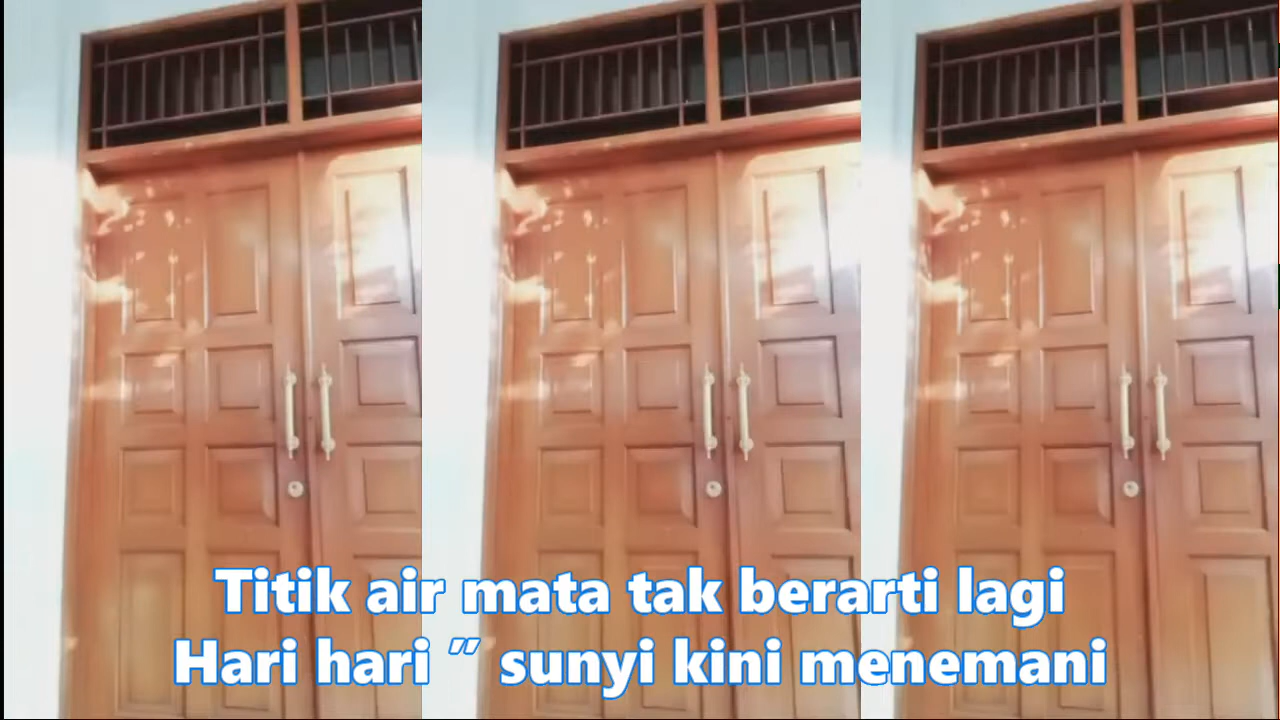 Titik air mata tak berarti lagi
Hari hari ” sunyi kini menemani